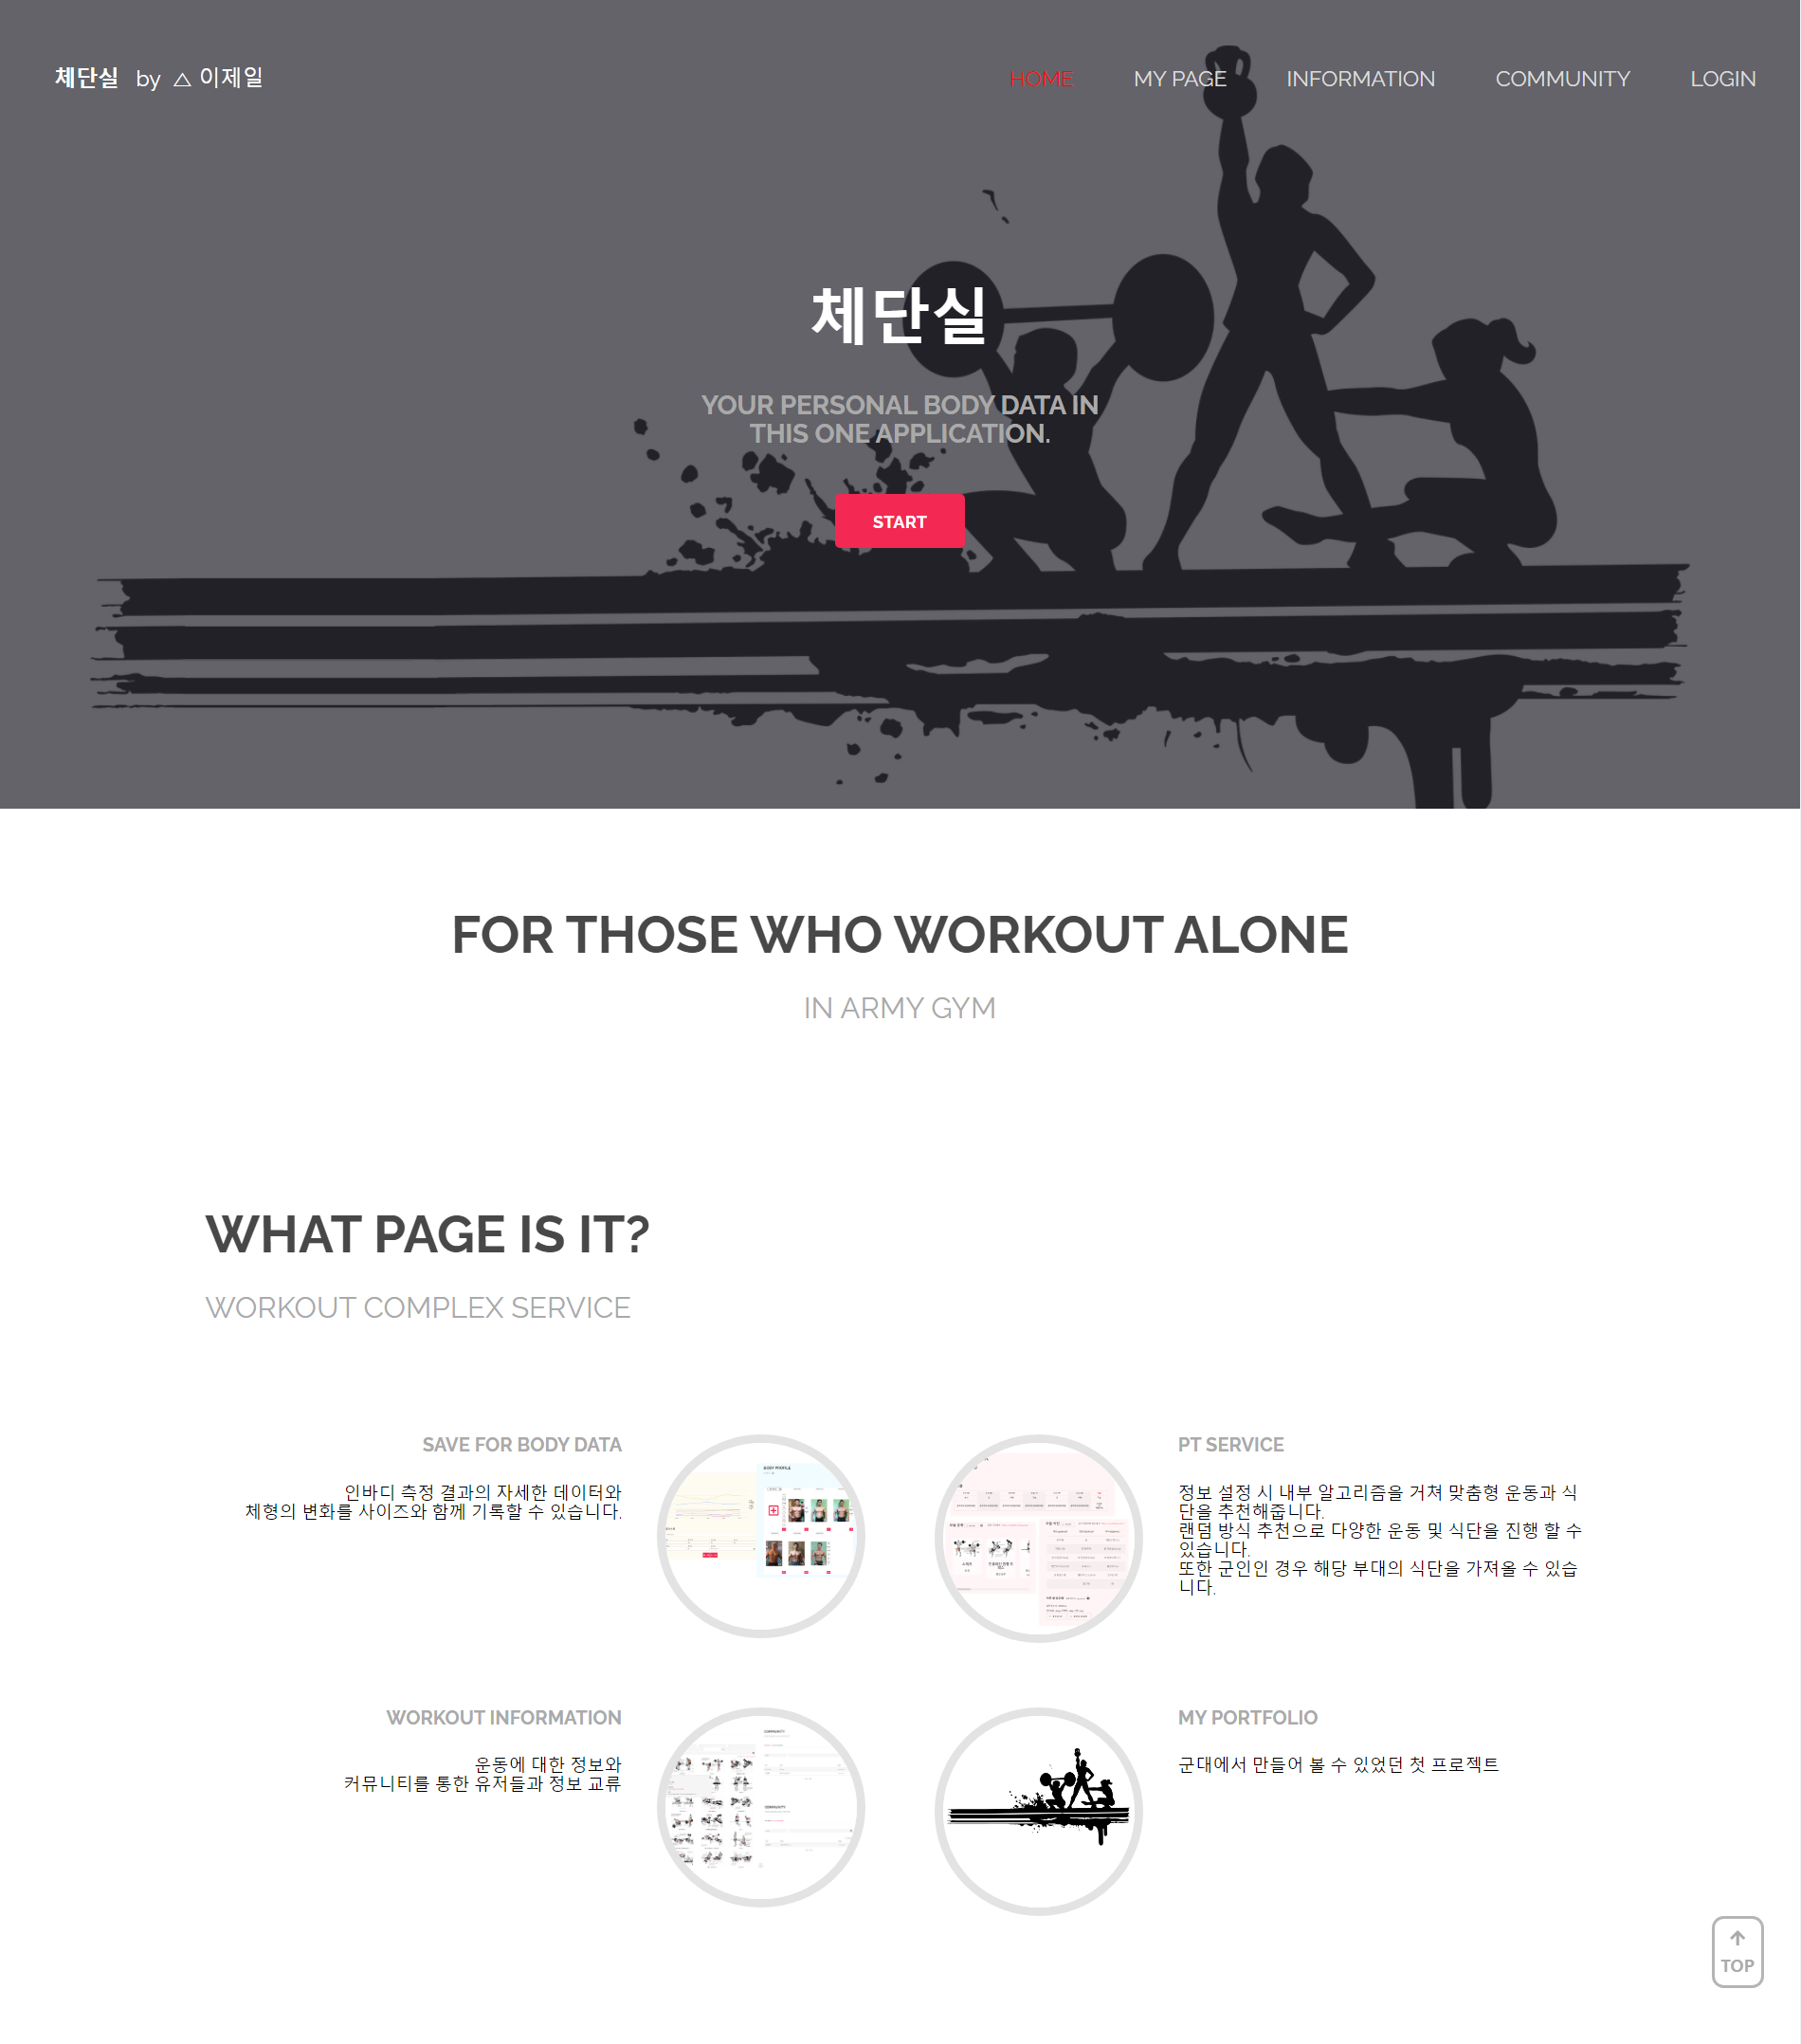 체단실 by △ 이제일
HOME
MY PAGE
INFORMATION
COMMUNITY
LOGIN
체단실
YOUR PERSONAL BODY DATA IN
THIS ONE APPLICATION.
START
FOR THOSE WHO WORKOUT ALONE
IN ARMY GYM
WHAT PAGE IS IT?
WORKOUT COMPLEX SERVICE
SAVE FOR BODY DATA
인바디 측정 결과의 자세한 데이터와
체형의 변화를 사이즈와 함께 기록할 수 있습니다.
BODY PROFILE
PT SERVICE
정보 설정 시 내부 알고리즘을 거쳐 맞춤형 운동과 식
단을 추천해줍니다.
랜덤 방식 추천으로 다양한 운동 및 식단을 진행 할 수
있습니다.
또한 군인인 경우 해당 부대의 식단을 가져올 수 있습
니다.
WORKOUT INFORMATION
운동에 대한 정보와
커뮤니티를 통한 유저들과 정보 교류
COMMUNITY
COMMUNITY
MY PORTFOLIO
군대에서 만들어 볼 수 있었던 첫 프로젝트
TOP